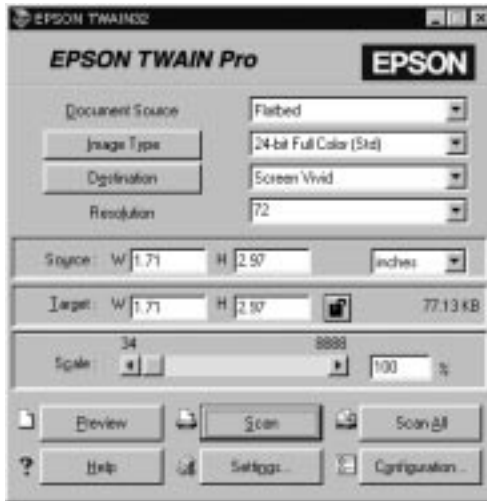 EPSON TWAIN32
EPSON TWAIN Pro EPSON
Document Source Flatbed
Image Type 24-bit Full Color (Std)
Destination Screen Vivid
Resolution 72
Source: W 1.71 H 2.97 inches
Target: W 1.71 H 2.97 77.13 KB
34 8888
Scale: 100 %
Preview Scan Scan All
? Help Settings... Configuration...